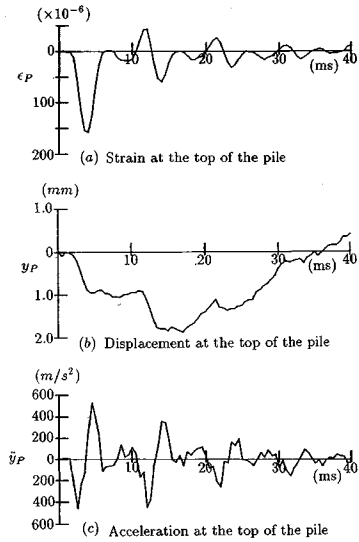 (×10⁻⁶)
0
10
20
30
40
(ms)
ϵP
100
200
(a) Strain at the top of the pile
(mm)
1.0
0
10
20
30
40
(ms)
yP
1.0
2.0
(b) Displacement at the top of the pile
(m/s²)
600
400
200
ÿP
0
10
20
30
40
(ms)
200
400
600
(c) Acceleration at the top of the pile